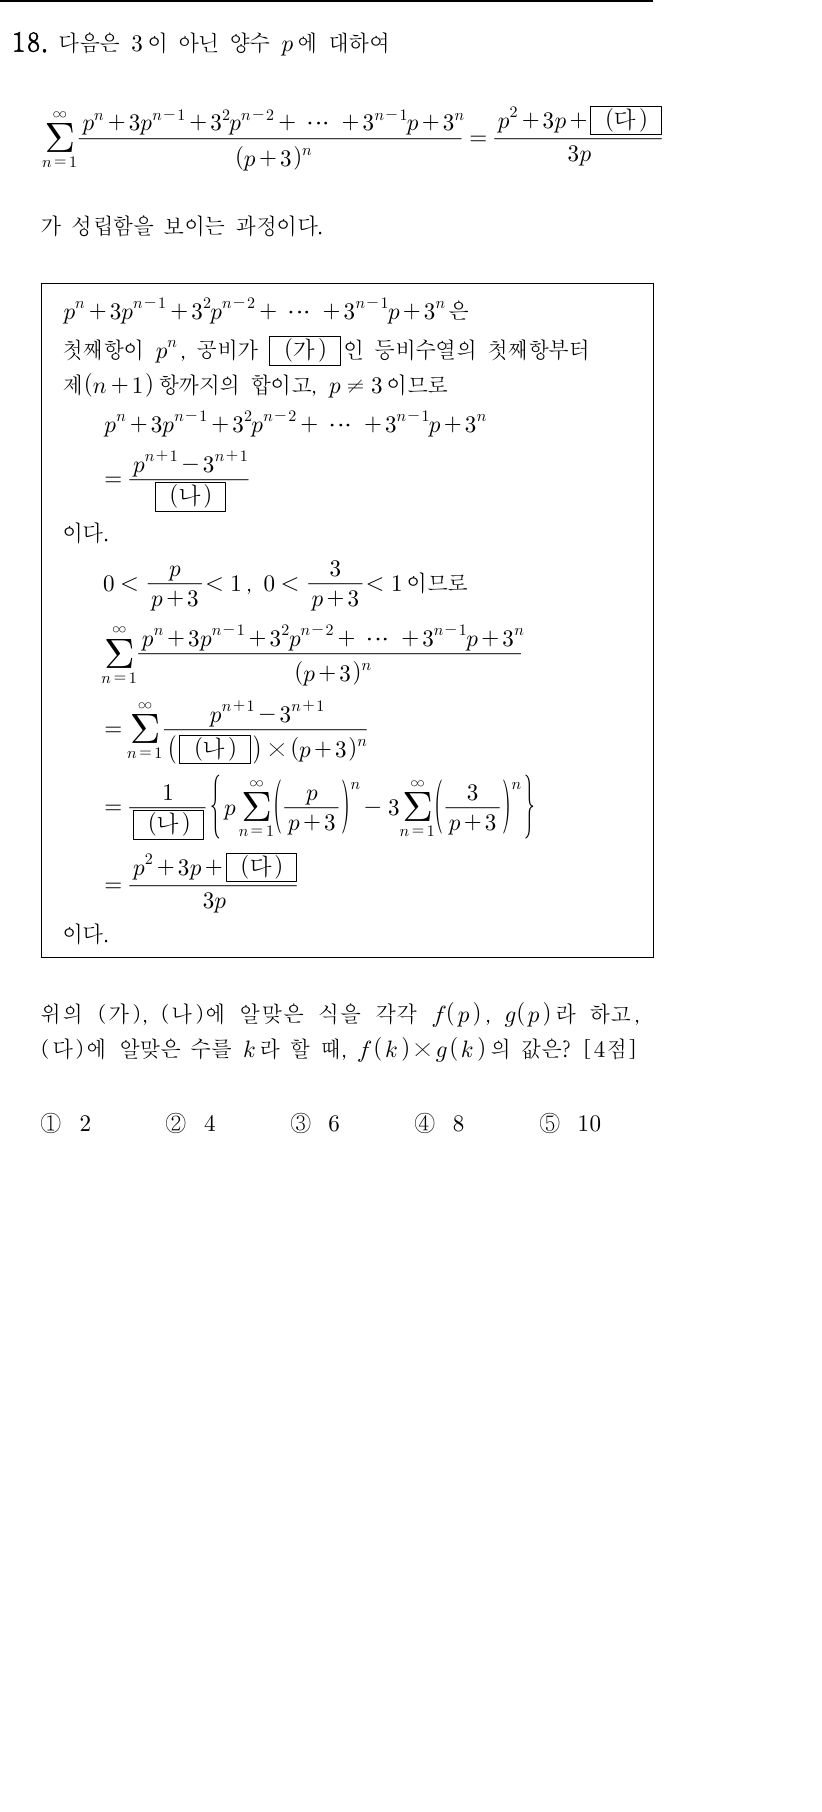 18. 다음은 3이 아닌 양수 p에 대하여
\sum_{n=1}^{\infty} \frac{p^n+3p^{n-1}+3^2p^{n-2}+ \cdots +3^{n-1}p+3^n}{(p+3)^n} = \frac{p^2+3p+\boxed{(다)}}{3p}
가 성립함을 보이는 과정이다.
p^n+3p^{n-1}+3^2p^{n-2}+ \cdots +3^{n-1}p+3^n은
첫째항이 p^n, 공비가 \boxed{(가)}인 등비수열의 첫째항부터
제(n+1)항까지의 합이고, p≠3이므로
p^n+3p^{n-1}+3^2p^{n-2}+ \cdots +3^{n-1}p+3^n
= \frac{p^{n+1}-3^{n+1}}{\boxed{(나)}}
이다.
0 < \frac{p}{p+3} < 1, 0 < \frac{3}{p+3} < 1이므로
\sum_{n=1}^{\infty} \frac{p^n+3p^{n-1}+3^2p^{n-2}+ \cdots +3^{n-1}p+3^n}{(p+3)^n}
= \sum_{n=1}^{\infty} \frac{p^{n+1}-3^{n+1}}{(\boxed{(나)})×(p+3)^n}
= \frac{1}{\boxed{(나)}} \left\{ p\sum_{n=1}^{\infty} \left(\frac{p}{p+3}\right)^n - 3\sum_{n=1}^{\infty} \left(\frac{3}{p+3}\right)^n \right\}
= \frac{p^2+3p+\boxed{(다)}}{3p}
이다.
위의 (가), (나)에 알맞은 식을 각각 f(p), g(p)라 하고,
(다)에 알맞은 수를 k라 할 때, f(k)×g(k)의 값은? [4점]
① 2 ② 4 ③ 6 ④ 8 ⑤ 10